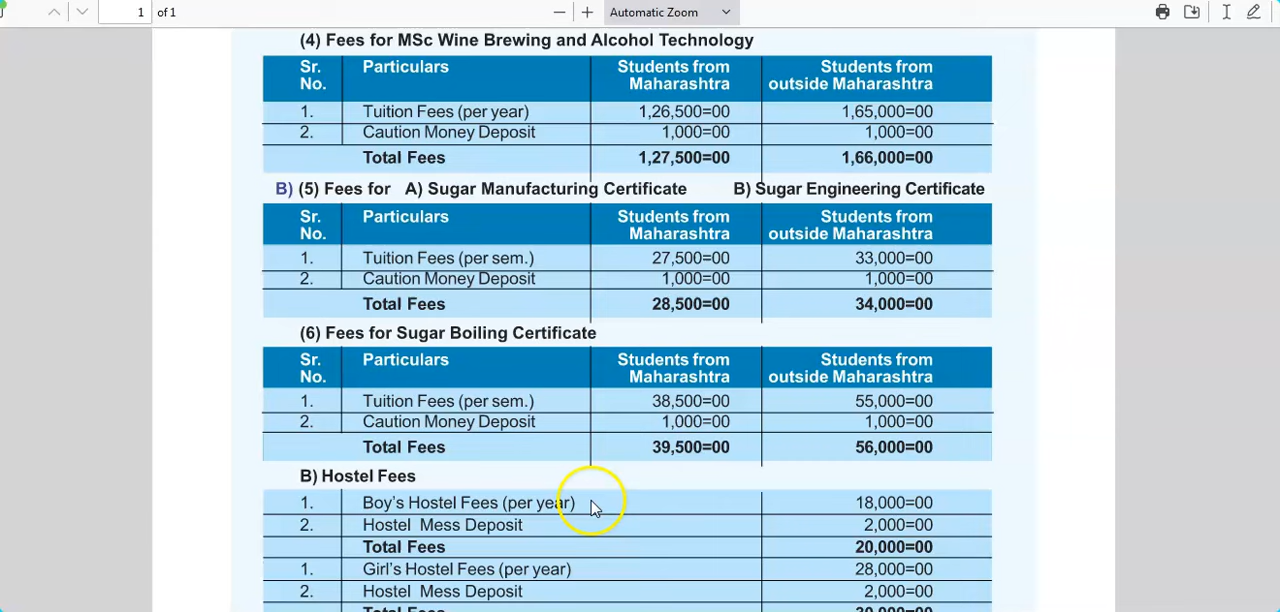 1 of 1 Automatic Zoom
(4) Fees for MSc Wine Brewing and Alcohol Technology
Sr. No. Particulars Students from Maharashtra Students from outside Maharashtra
1. Tuition Fees (per year) 1,26,500=00 1,65,000=00
2. Caution Money Deposit 1,000=00 1,000=00
Total Fees 1,27,500=00 1,66,000=00
B) (5) Fees for A) Sugar Manufacturing Certificate B) Sugar Engineering Certificate
Sr. No. Particulars Students from Maharashtra Students from outside Maharashtra
1. Tuition Fees (per sem.) 27,500=00 33,000=00
2. Caution Money Deposit 1,000=00 1,000=00
Total Fees 28,500=00 34,000=00
(6) Fees for Sugar Boiling Certificate
Sr. No. Particulars Students from Maharashtra Students from outside Maharashtra
1. Tuition Fees (per sem.) 38,500=00 55,000=00
2. Caution Money Deposit 1,000=00 1,000=00
Total Fees 39,500=00 56,000=00
B) Hostel Fees
1. Boy's Hostel Fees (per year) 18,000=00
2. Hostel Mess Deposit 2,000=00
Total Fees 20,000=00
1. Girl's Hostel Fees (per year) 28,000=00
2. Hostel Mess Deposit 2,000=00
Total Fees 30,000=00